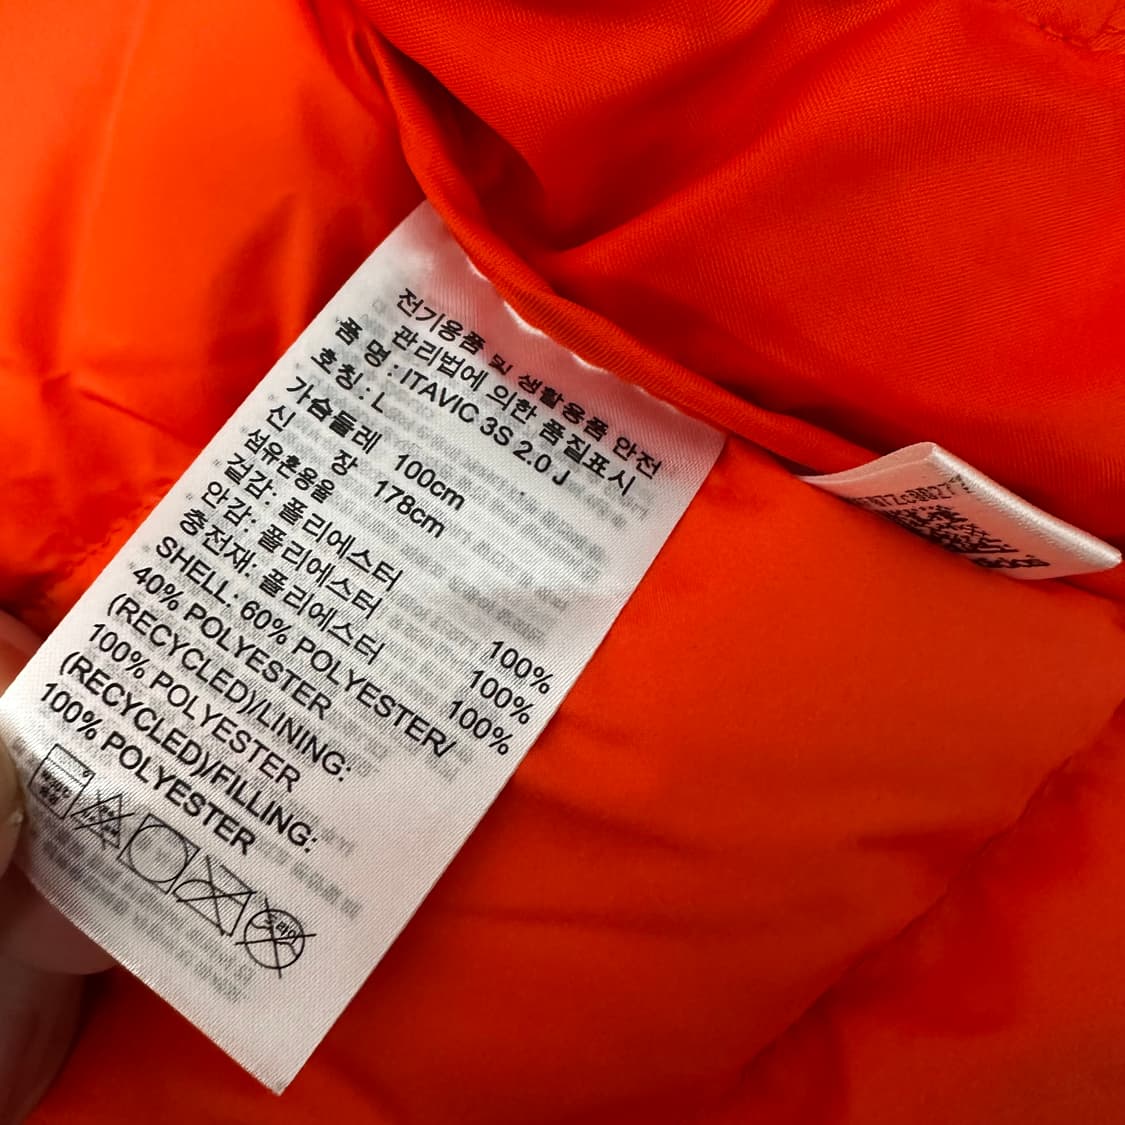 전기용품 및 생활용품 안전
관리법에 의한 품질표시
품 명 : ITAVIC 3S 2.0 J
호칭 : L
가슴둘레 100cm
신 장 178cm
섬유혼용율
겉감: 폴리에스터 100%
안감: 폴리에스터 100%
충전재: 폴리에스터 100%
SHELL: 60% POLYESTER/
40% POLYESTER
(RECYCLED)/LINING:
100% POLYESTER
(RECYCLED)/FILLING:
100% POLYESTER
드라이